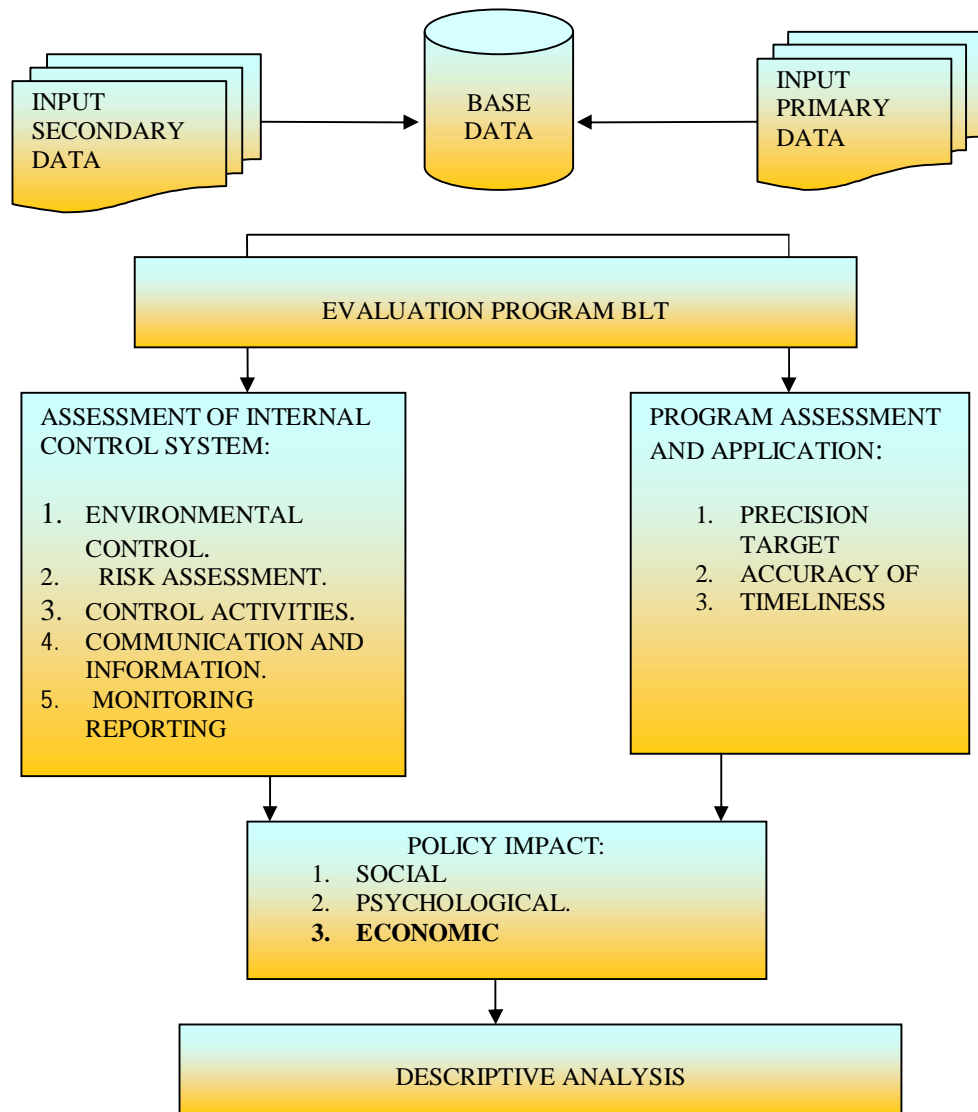 INPUT
SECONDARY
DATA
BASE
DATA
INPUT
PRIMARY
DATA
EVALUATION PROGRAM BLT
ASSESSMENT OF INTERNAL
CONTROL SYSTEM:
1. ENVIRONMENTAL
CONTROL.
2. RISK ASSESSMENT.
3. CONTROL ACTIVITIES.
4. COMMUNICATION AND
INFORMATION.
5. MONITORING
REPORTING
PROGRAM ASSESSMENT
AND APPLICATION:
1. PRECISION
TARGET
2. ACCURACY OF
3. TIMELINESS
POLICY IMPACT:
1. SOCIAL
2. PSYCHOLOGICAL.
3. ECONOMIC
DESCRIPTIVE ANALYSIS